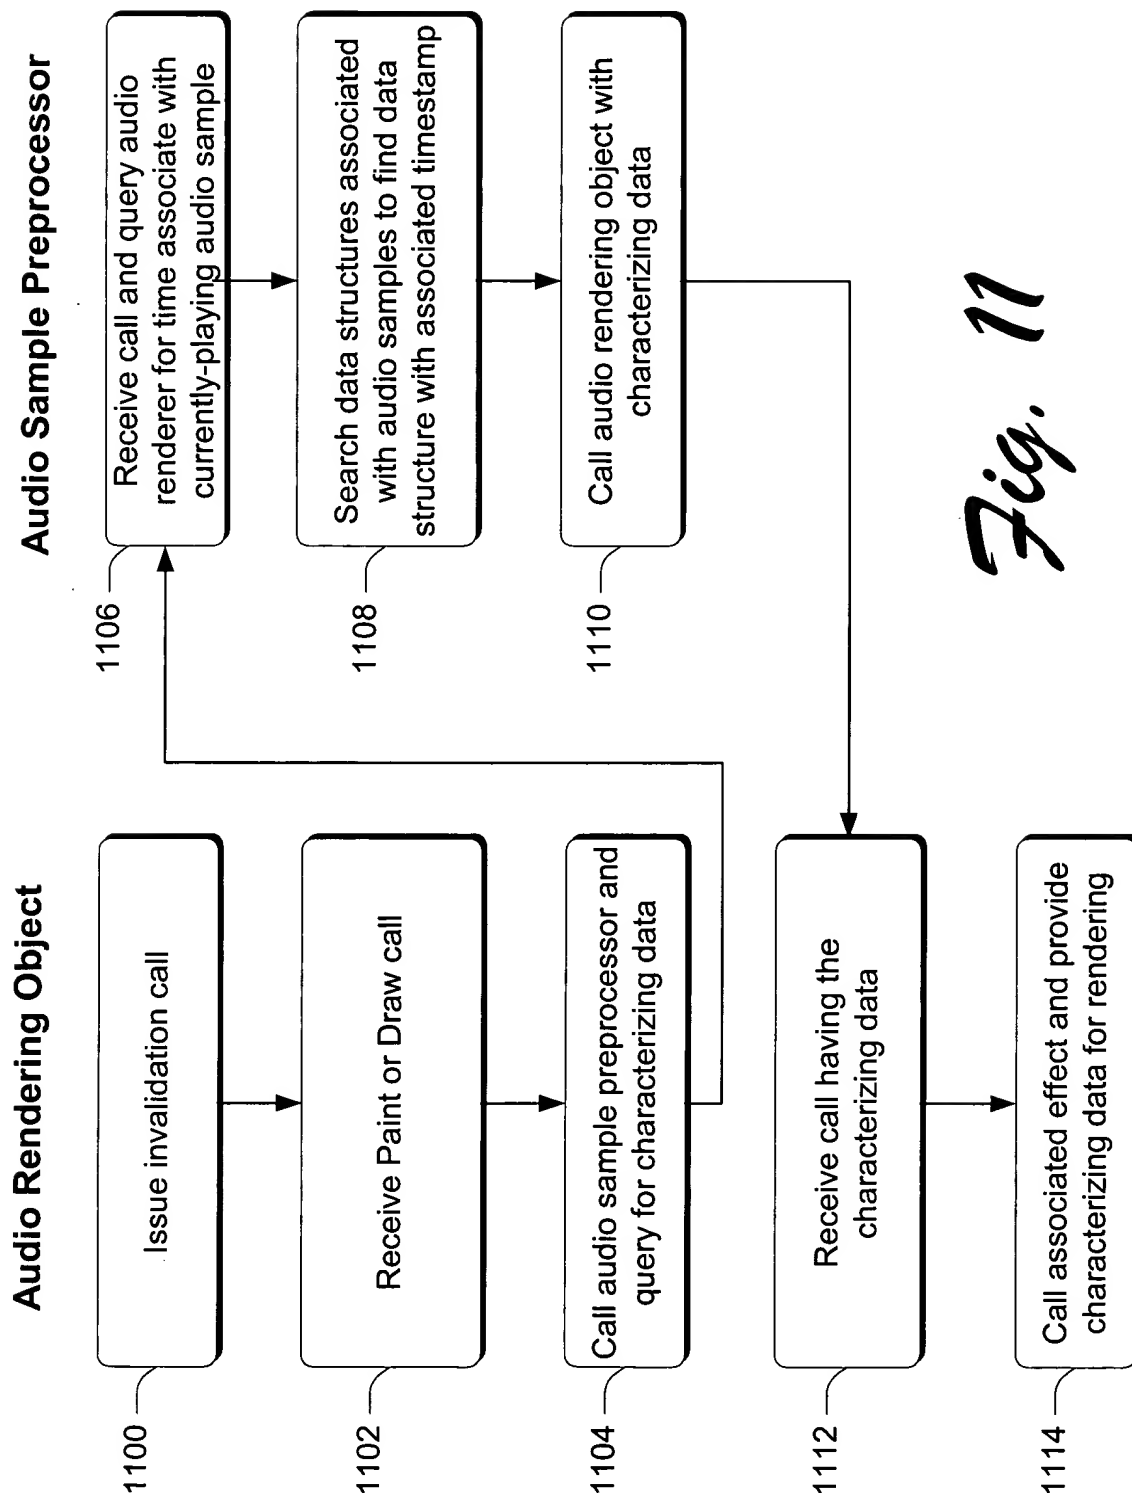 Audio Rendering Object
1100
Issue invalidation call
1102
Receive Paint or Draw call
1104
Call audio sample preprocessor and
query for characterizing data
1112
Receive call having the
characterizing data
1114
Call associated effect and provide
characterizing data for rendering
Audio Sample Preprocessor
1106
Receive call and query audio
renderer for time associate with
currently-playing audio sample
1108
Search data structures associated
with audio samples to find data
structure with associated timestamp
1110
Call audio rendering object with
characterizing data
Fig. 11